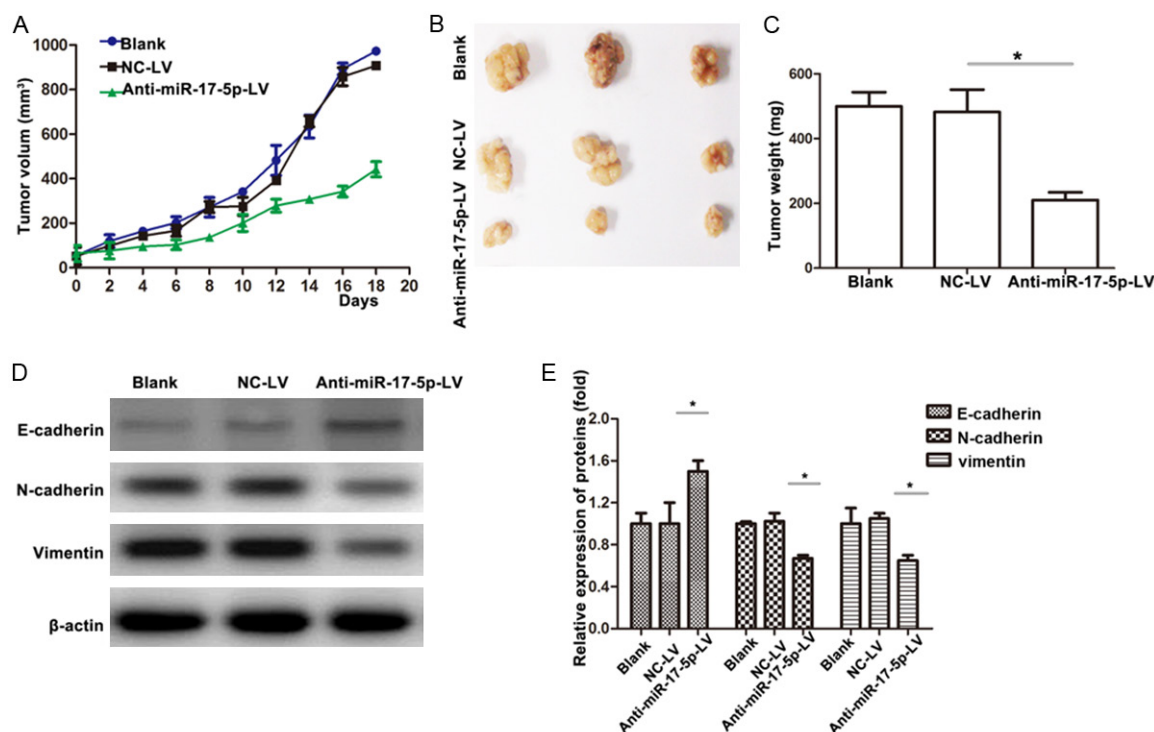 A
Blank
NC-LV
Anti-miR-17-5p-LV
Tumor volum (mm³)
1000
800
600
400
200
0
0 2 4 6 8 10 12 14 16 18 20
Days
B
Blank
NC-LV
Anti-miR-17-5p-LV
C
*
Tumor weight (mg)
600
400
200
0
Blank NC-LV Anti-miR-17-5p-LV
D
Blank NC-LV Anti-miR-17-5p-LV
E-cadherin
N-cadherin
Vimentin
β-actin
E
Relative expression of proteins (fold)
2.0
1.6
1.2
0.8
0.4
0.0
*
*
*
E-cadherin
N-cadherin
vimentin
Blank
NC-LV
Anti-miR-17-5p-LV
Blank
NC-LV
Anti-miR-17-5p-LV
Blank
NC-LV
Anti-miR-17-5p-LV